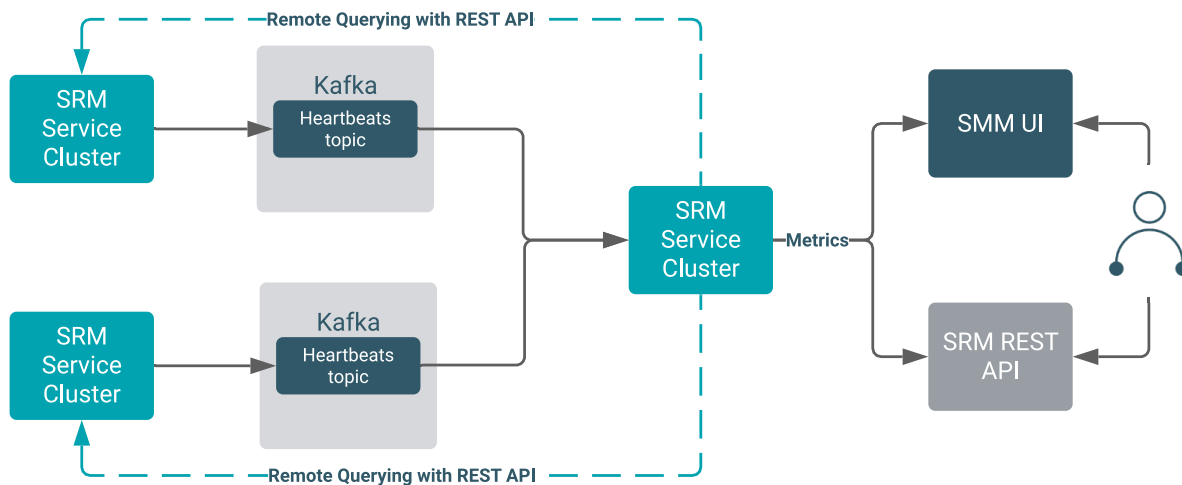 Remote Querying with REST API
SRM
Service
Cluster
Kafka
Heartbeats
topic
SMM UI
SRM
Service
Cluster
Metrics
SRM
Service
Cluster
Kafka
Heartbeats
topic
SRM REST
API
Remote Querying with REST API